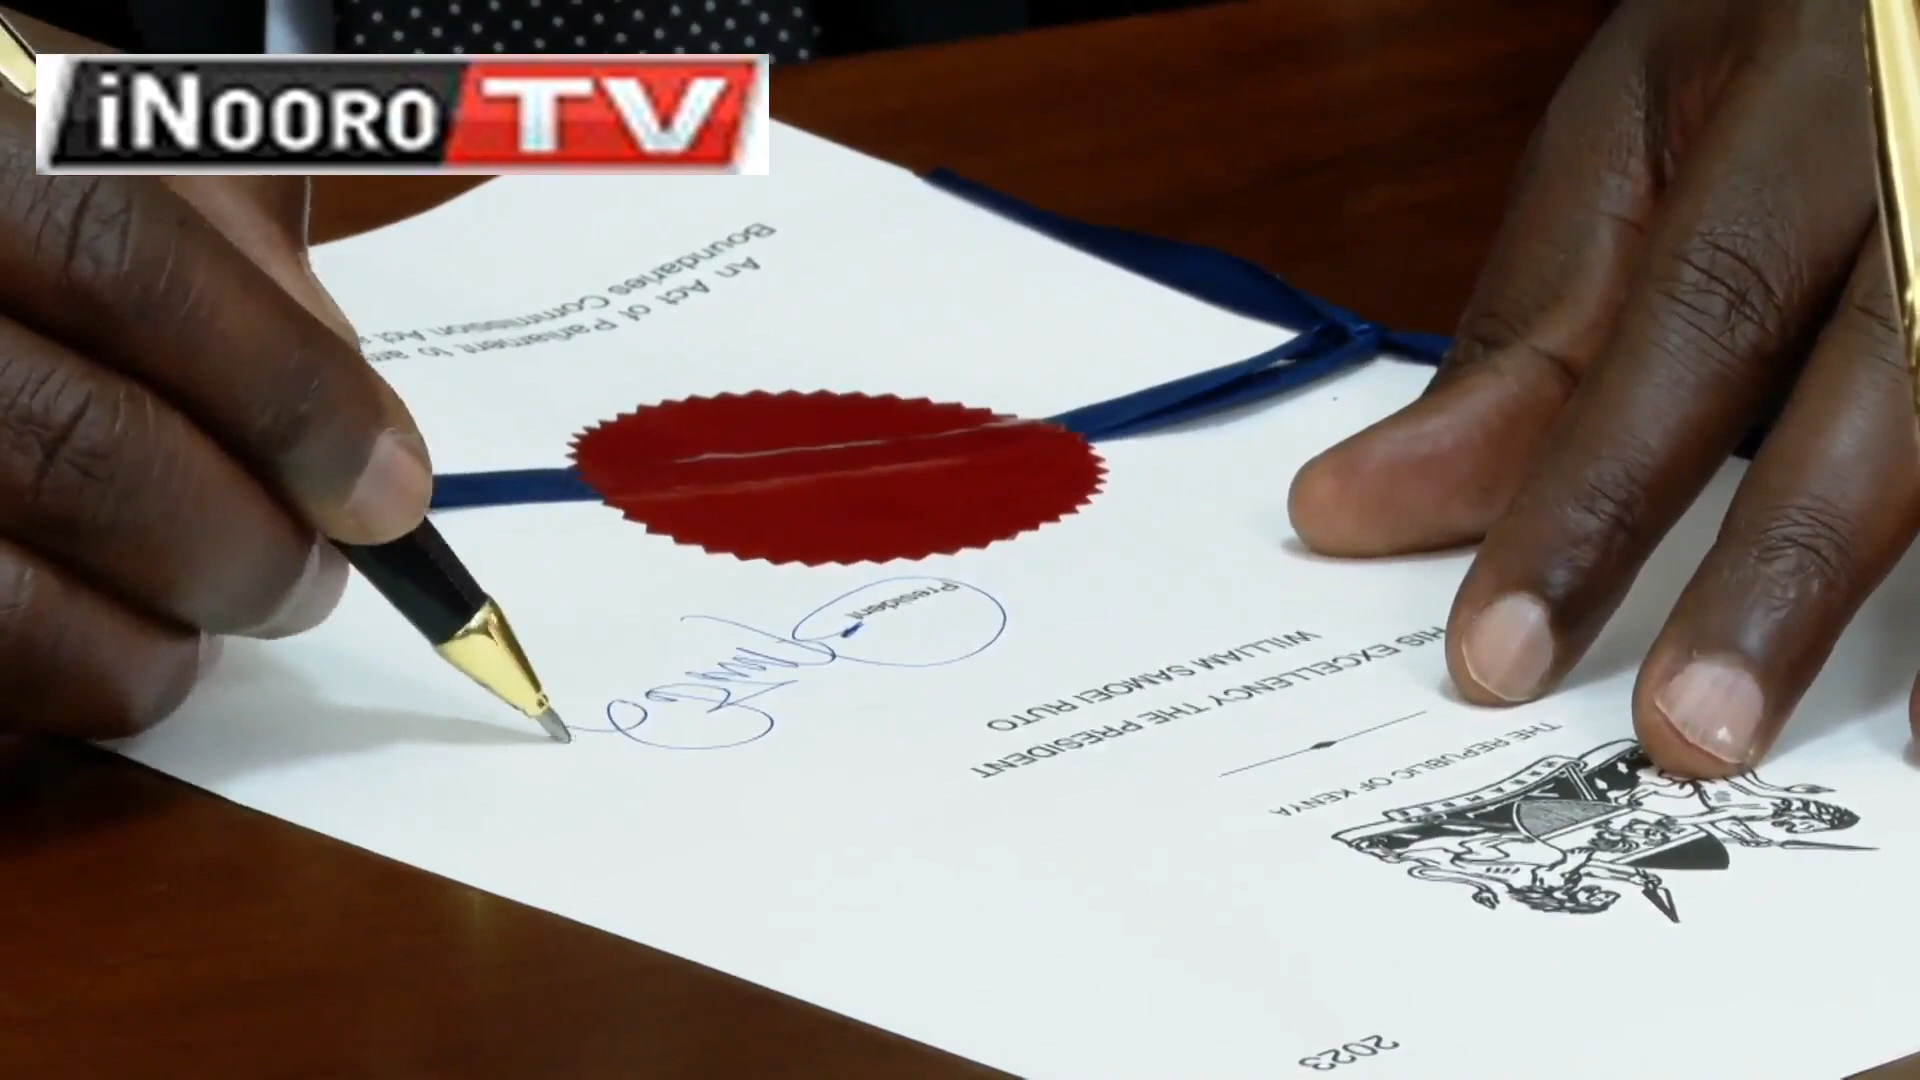 iNOORO TV
2023
THE REPUBLIC OF KENYA
HIS EXCELLENCY THE PRESIDENT
WILLIAM SAMOEI RUTO
President
An Act of Parliament to
Boundaries Commission Act